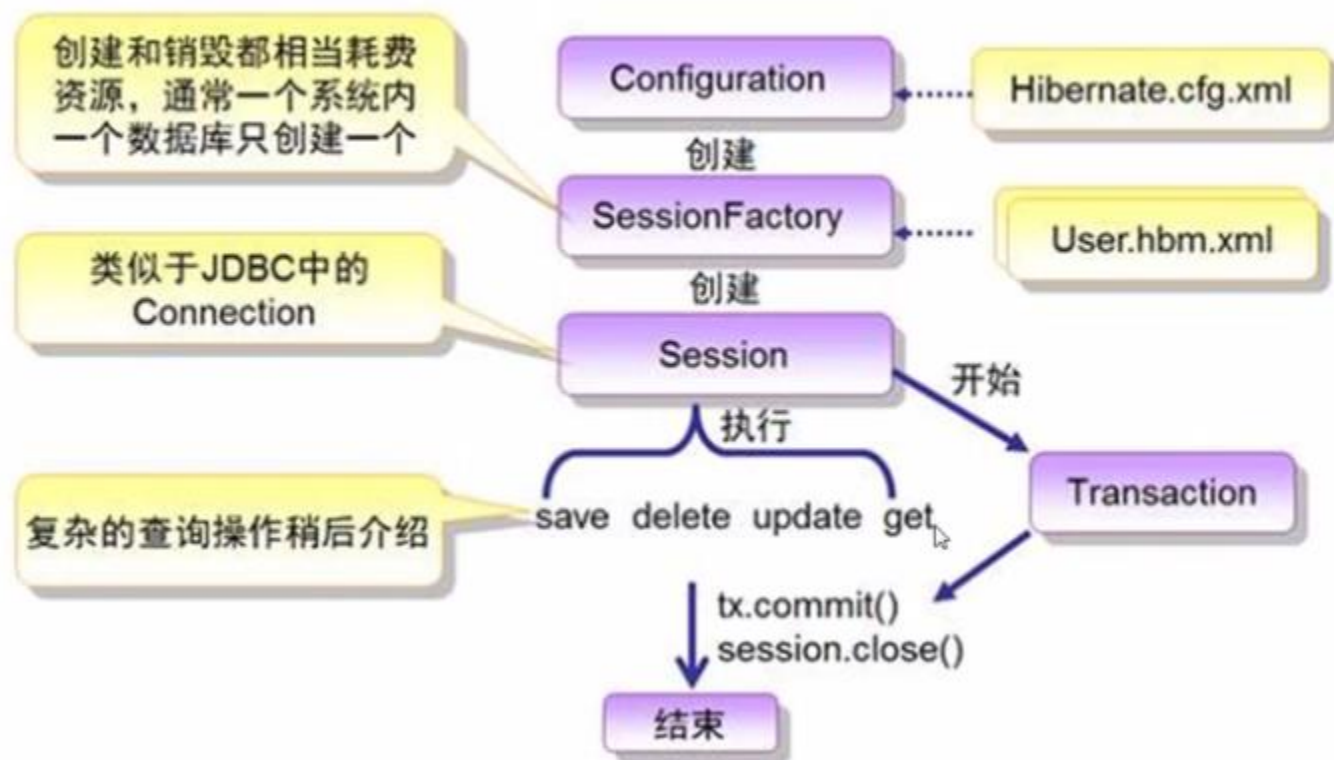 创建和销毁都相当耗费
资源，通常一个系统内
一个数据库只创建一个
Configuration
Hibernate.cfg.xml
创建
SessionFactory
User.hbm.xml
类似于JDBC中的
Connection
创建
Session
开始
执行
Transaction
复杂的查询操作稍后介绍
save delete update get
tx.commit()
session.close()
结束